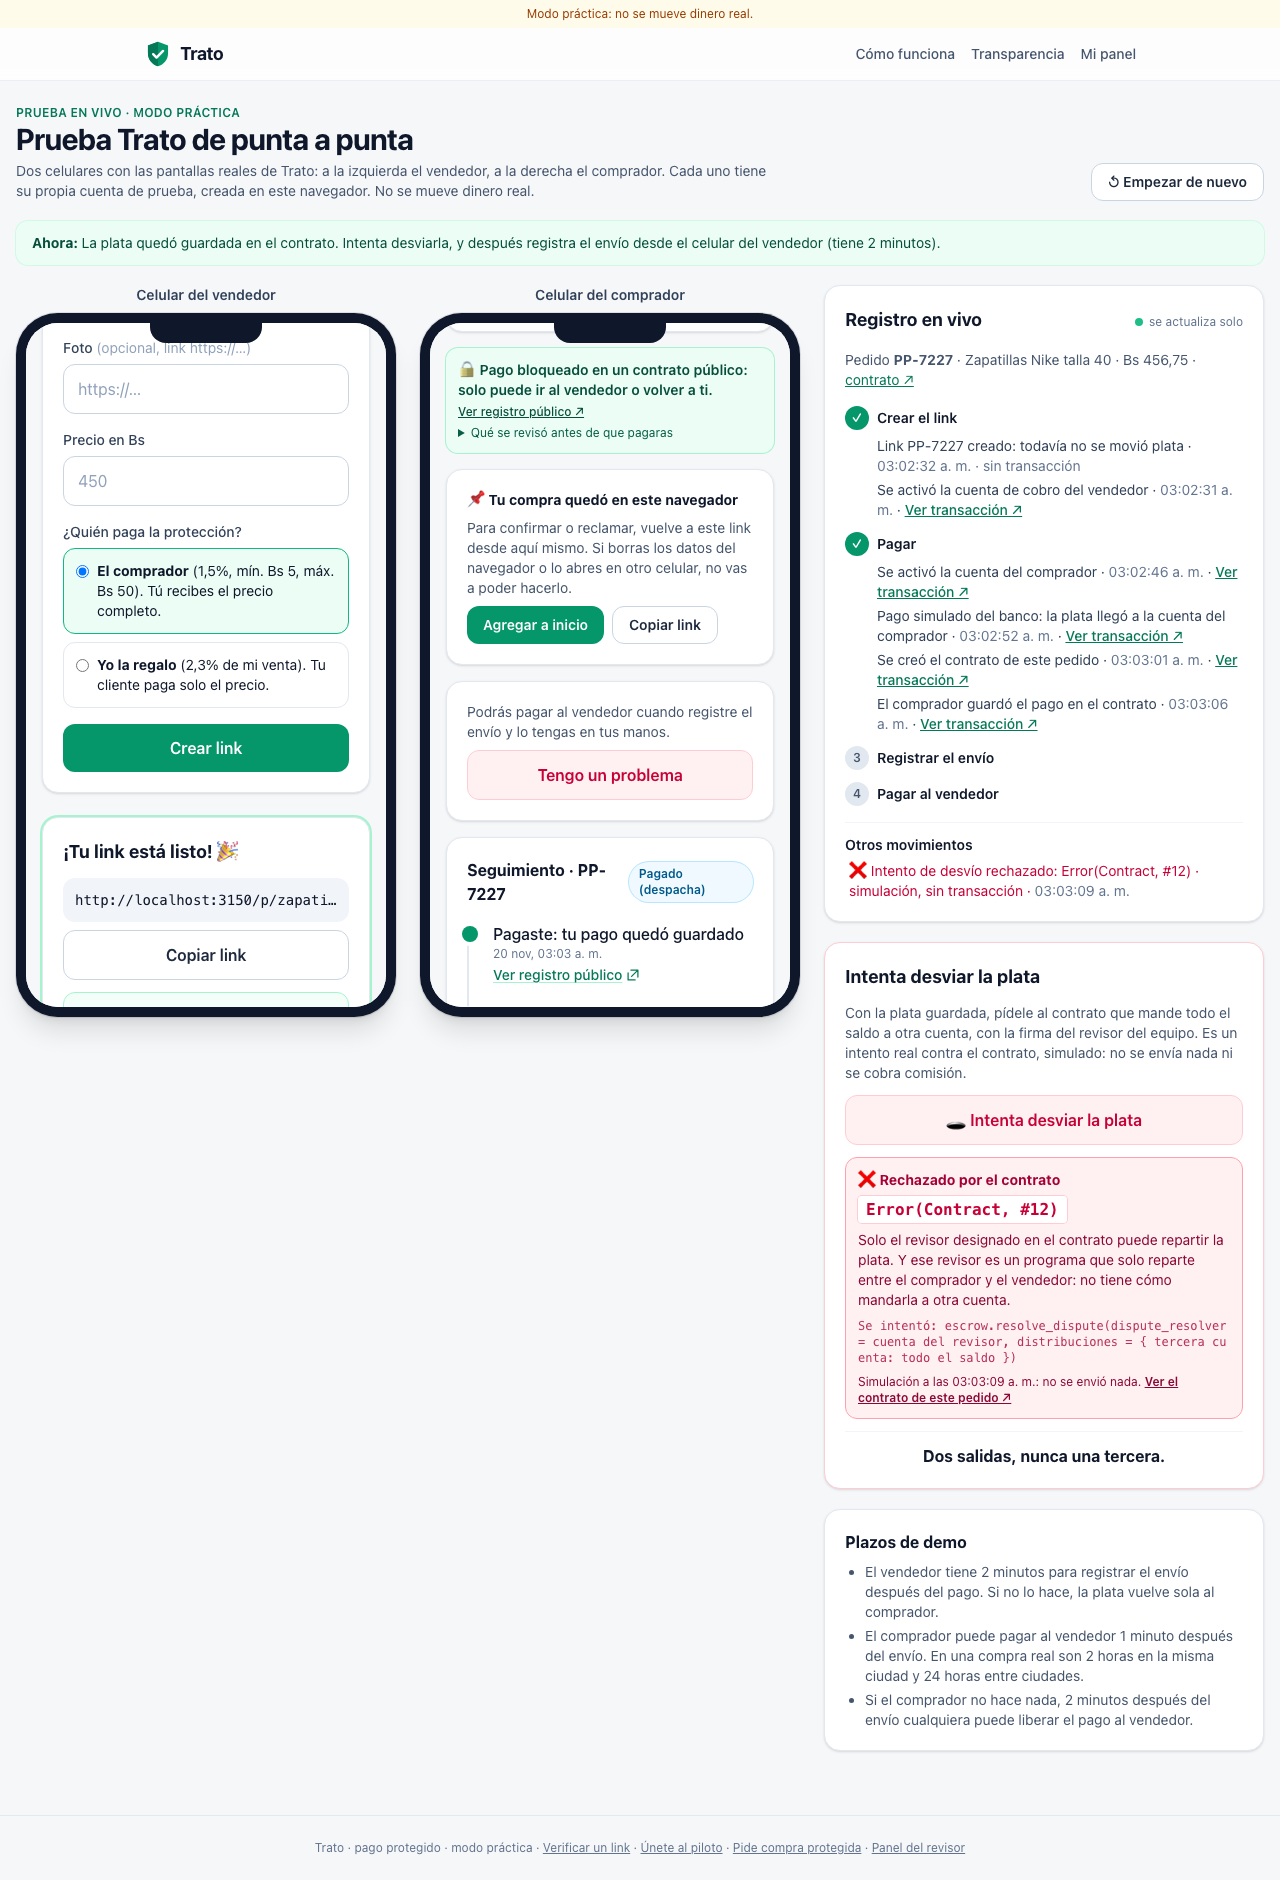 Modo práctica: no se mueve dinero real.
Trato
Cómo funciona
Transparencia
Mi panel
PRUEBA EN VIVO · MODO PRÁCTICA
Prueba Trato de punta a punta
Dos celulares con las pantallas reales de Trato: a la izquierda el vendedor, a la derecha el comprador. Cada uno tiene
su propia cuenta de prueba, creada en este navegador. No se mueve dinero real.
Empezar de nuevo
Ahora: La plata quedó guardada en el contrato. Intenta desviarla, y después registra el envío desde el celular del vendedor (tiene 2 minutos).
Celular del vendedor
Foto (opcional, link https://...)
https://...
Precio en Bs
450
¿Quién paga la protección?
El comprador (1,5%, mín. Bs 5, máx.
Bs 50). Tú recibes el precio
completo.
Yo la regalo (2,3% de mi venta). Tu
cliente paga solo el precio.
Crear link
¡Tu link está listo! 🎉
http://localhost:3150/p/zapati…
Copiar link
Celular del comprador
🔒 Pago bloqueado en un contrato público:
solo puede ir al vendedor o volver a ti.
Ver registro público ↗
Qué se revisó antes de que pagaras
📌 Tu compra quedó en este navegador
Para confirmar o reclamar, vuelve a este link
desde aquí mismo. Si borras los datos del
navegador o lo abres en otro celular, no vas
a poder hacerlo.
Agregar a inicio
Copiar link
Podrás pagar al vendedor cuando registre el
envío y lo tengas en tus manos.
Tengo un problema
Seguimiento · PP-
7227
Pagado
(despacha)
Pagaste: tu pago quedó guardado
20 nov, 03:03 a. m.
Ver registro público
Registro en vivo
se actualiza solo
Pedido PP-7227 · Zapatillas Nike talla 40 · Bs 456,75 ·
contrato ↗
Crear el link
Link PP-7227 creado: todavía no se movió plata ·
03:02:32 a. m. · sin transacción
Se activó la cuenta de cobro del vendedor · 03:02:31 a.
m. · Ver transacción ↗
Pagar
Se activó la cuenta del comprador · 03:02:46 a. m. · Ver
transacción ↗
Pago simulado del banco: la plata llegó a la cuenta del
comprador · 03:02:52 a. m. · Ver transacción ↗
Se creó el contrato de este pedido · 03:03:01 a. m. · Ver
transacción ↗
El comprador guardó el pago en el contrato · 03:03:06
a. m. · Ver transacción ↗
3 Registrar el envío
4 Pagar al vendedor
Otros movimientos
❌ Intento de desvío rechazado: Error(Contract, #12) ·
simulación, sin transacción · 03:03:09 a. m.
Intenta desviar la plata
Con la plata guardada, pídele al contrato que mande todo el
saldo a otra cuenta, con la firma del revisor del equipo. Es un
intento real contra el contrato, simulado: no se envía nada ni
se cobra comisión.
🕳️ Intenta desviar la plata
❌ Rechazado por el contrato
Error(Contract, #12)
Solo el revisor designado en el contrato puede repartir la
plata. Y ese revisor es un programa que solo reparte
entre el comprador y el vendedor: no tiene cómo
mandarla a otra cuenta.
Se intentó: escrow.resolve_dispute(dispute_resolver
= cuenta del revisor, distribuciones = { tercera cu
enta: todo el saldo })
Simulación a las 03:03:09 a. m.: no se envió nada. Ver el
contrato de este pedido ↗
Dos salidas, nunca una tercera.
Plazos de demo
• El vendedor tiene 2 minutos para registrar el envío
después del pago. Si no lo hace, la plata vuelve sola al
comprador.
• El comprador puede pagar al vendedor 1 minuto después
del envío. En una compra real son 2 horas en la misma
ciudad y 24 horas entre ciudades.
• Si el comprador no hace nada, 2 minutos después del
envío cualquiera puede liberar el pago al vendedor.
Trato · pago protegido · modo práctica · Verificar un link · Únete al piloto · Pide compra protegida · Panel del revisor